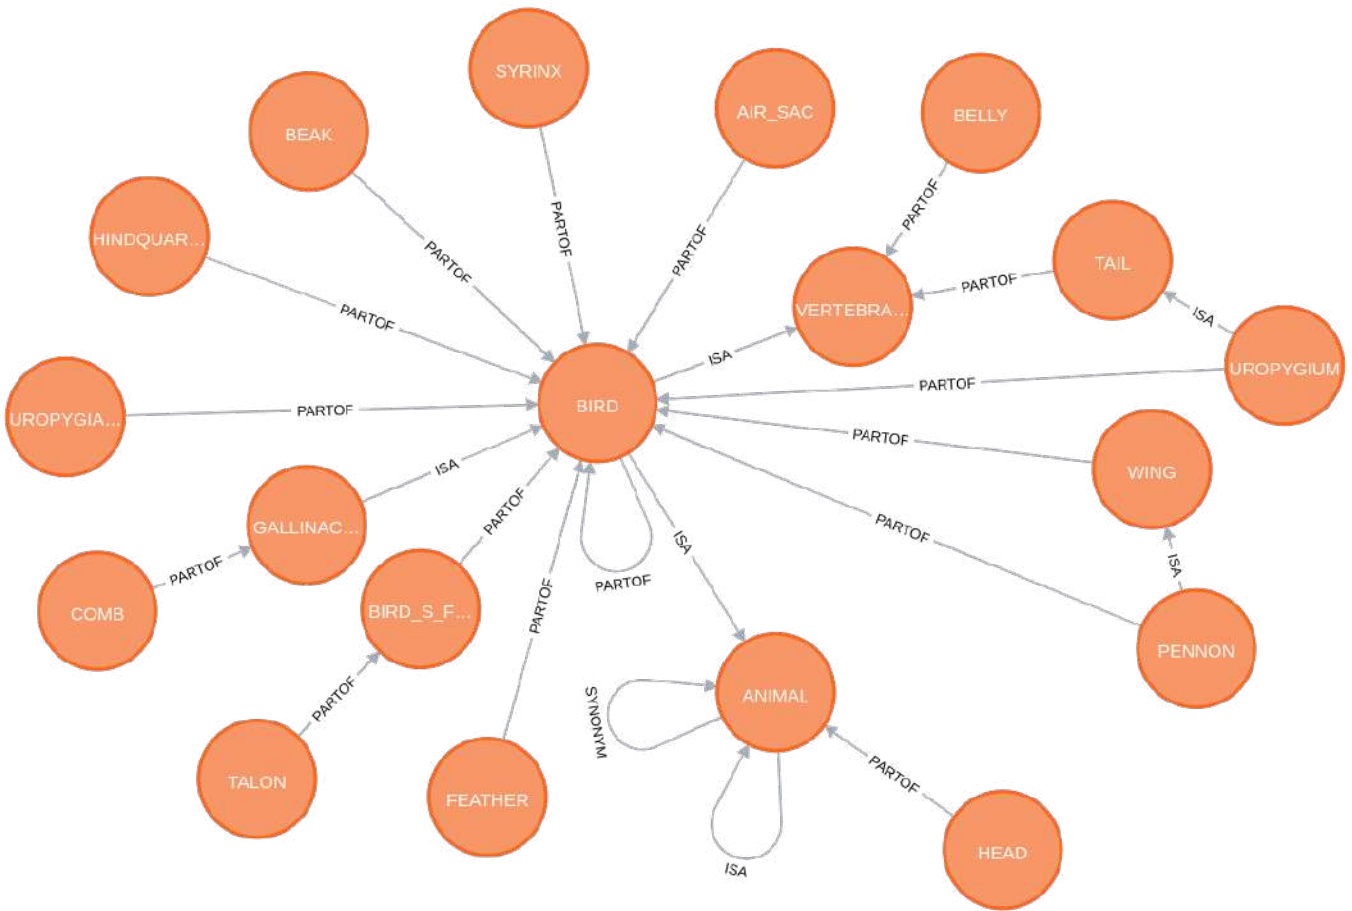 SYRINX
AIR_SAC
BELLY
BEAK
PARTOF
PARTOF
PARTOF
PARTOF
HINDQUAR...
TAIL
PARTOF
VERTEBRA...
PARTOF
ISA
ISA
UROPYGIUM
PARTOF
BIRD
UROPYGIA...
PARTOF
PARTOF
ISA
WING
PARTOF
GALLINAC...
PARTOF
PARTOF
ISA
ISA
PARTOF
PARTOF
PARTOF
COMB
BIRD_S_F...
PENNON
PARTOF
ANIMAL
SYNONYM
PARTOF
TALON
FEATHER
HEAD
ISA